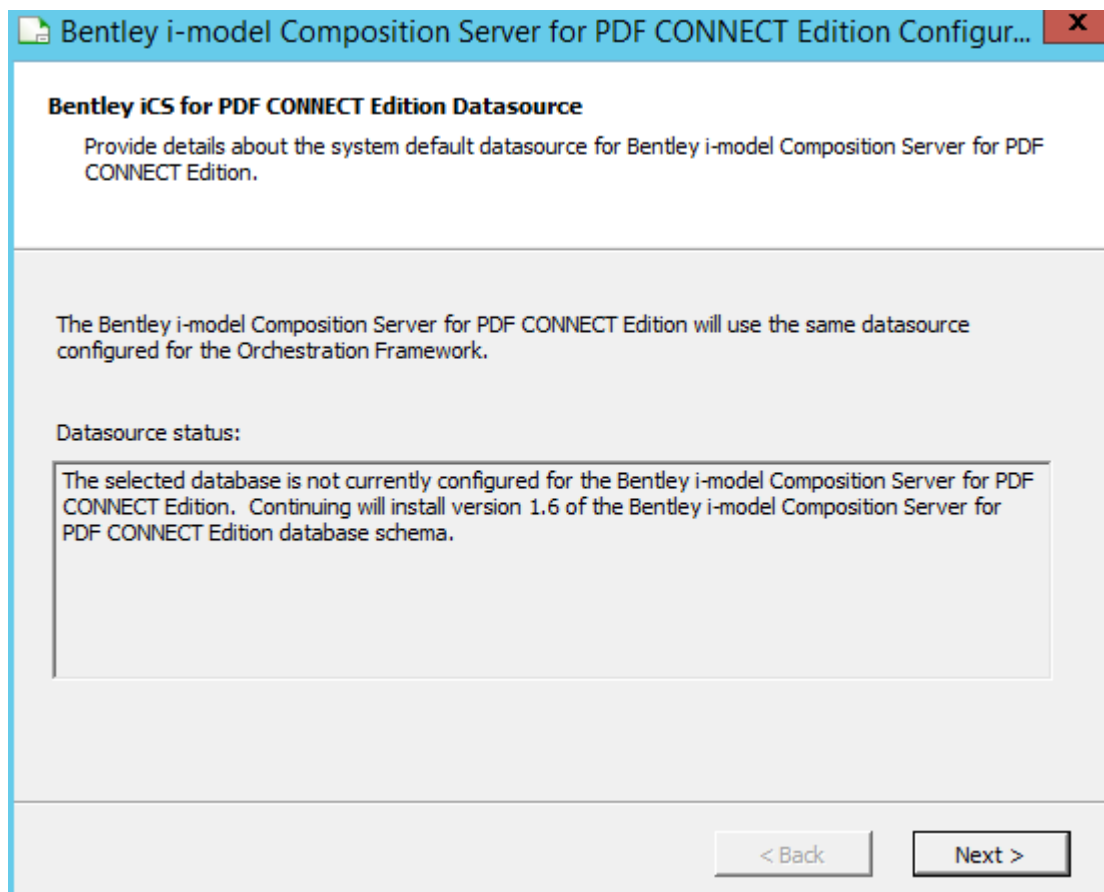 Bentley i-model Composition Server for PDF CONNECT Edition Configur... X
Bentley iCS for PDF CONNECT Edition Datasource
Provide details about the system default datasource for Bentley i-model Composition Server for PDF
CONNECT Edition.
The Bentley i-model Composition Server for PDF CONNECT Edition will use the same datasource
configured for the Orchestration Framework.
Datasource status:
The selected database is not currently configured for the Bentley i-model Composition Server for PDF
CONNECT Edition.  Continuing will install version 1.6 of the Bentley i-model Composition Server for
PDF CONNECT Edition database schema.
< Back Next >